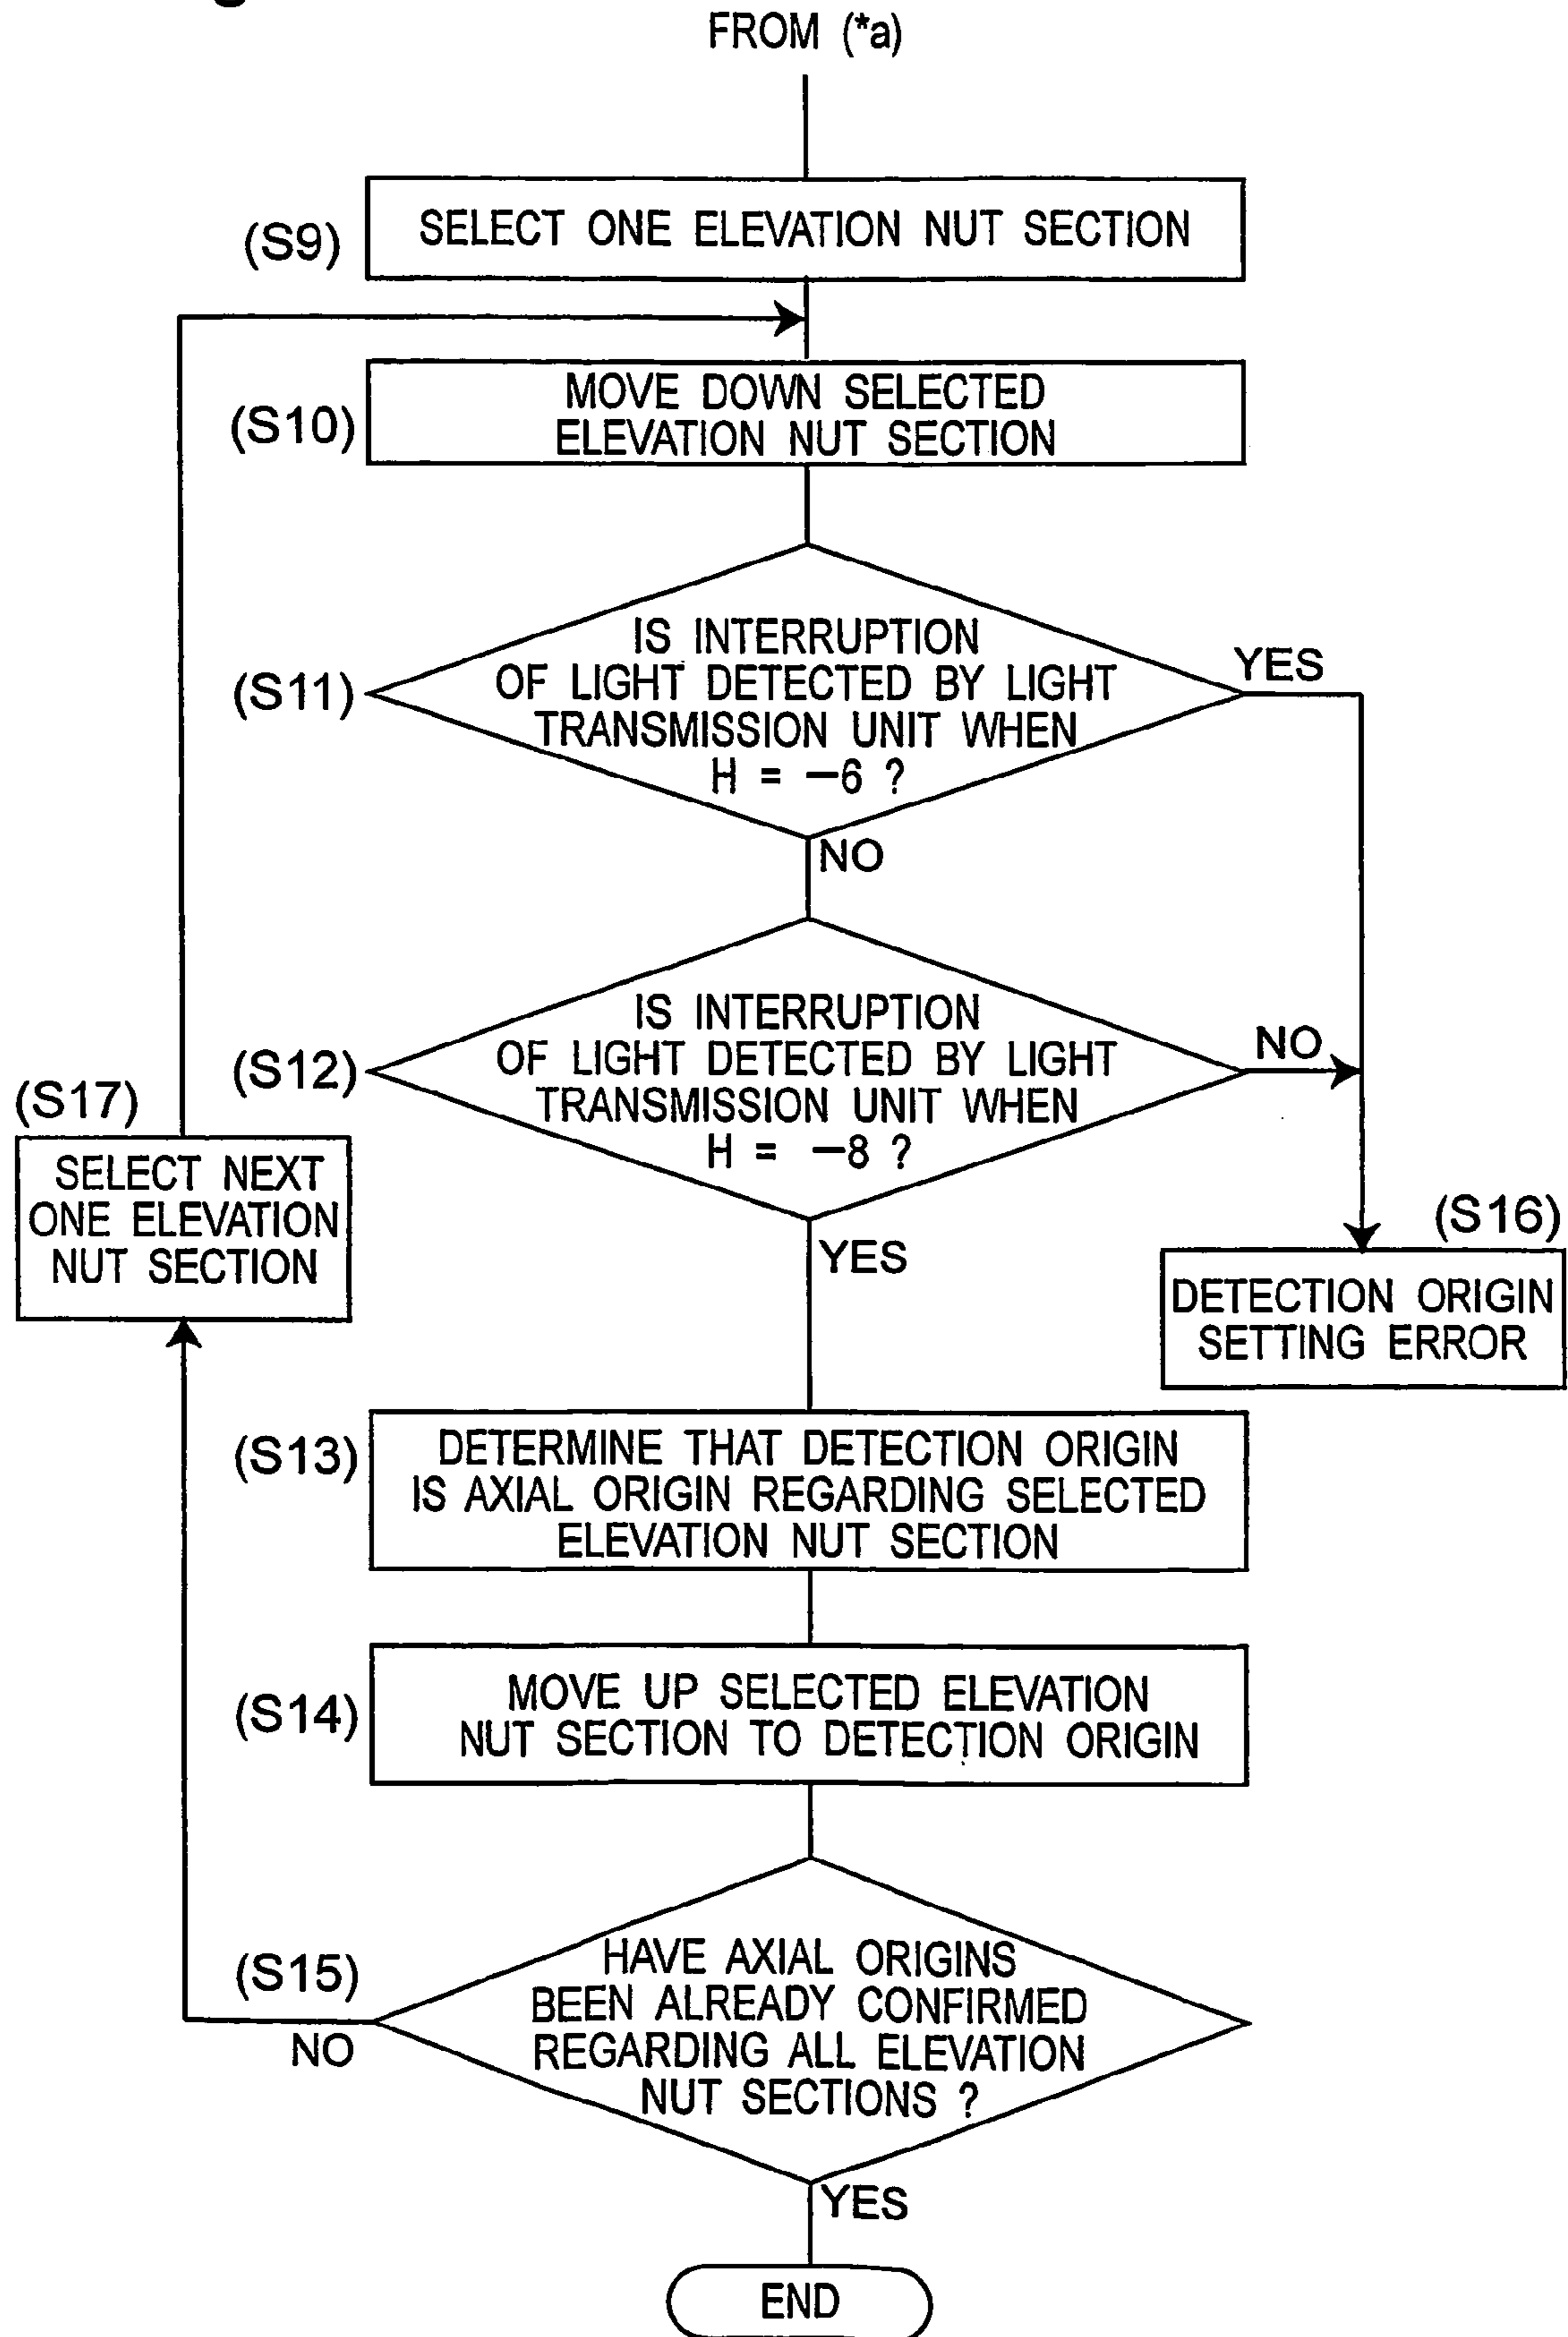 FROM (*a)
(S9)
SELECT ONE ELEVATION NUT SECTION
(S10)
MOVE DOWN SELECTED
ELEVATION NUT SECTION
(S11)
IS INTERRUPTION
OF LIGHT DETECTED BY LIGHT
TRANSMISSION UNIT WHEN
H = −6 ?
YES
NO
(S12)
IS INTERRUPTION
OF LIGHT DETECTED BY LIGHT
TRANSMISSION UNIT WHEN
H = −8 ?
NO
YES
(S17)
SELECT NEXT
ONE ELEVATION
NUT SECTION
(S16)
DETECTION ORIGIN
SETTING ERROR
(S13)
DETERMINE THAT DETECTION ORIGIN
IS AXIAL ORIGIN REGARDING SELECTED
ELEVATION NUT SECTION
(S14)
MOVE UP SELECTED ELEVATION
NUT SECTION TO DETECTION ORIGIN
(S15)
HAVE AXIAL ORIGINS
BEEN ALREADY CONFIRMED
REGARDING ALL ELEVATION
NUT SECTIONS ?
NO
YES
END